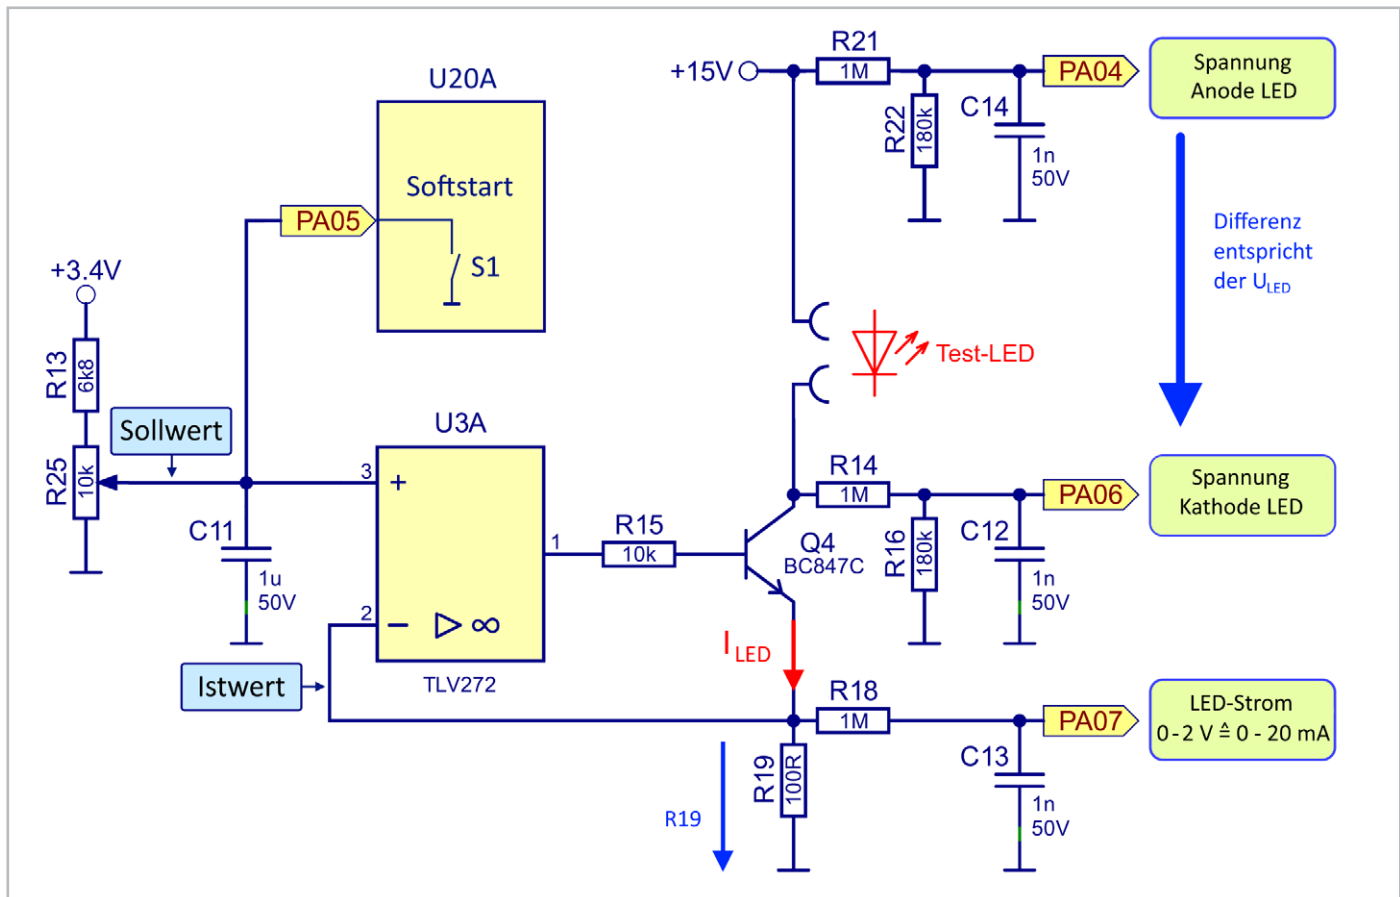 R21
+15V
1M
PA04
Spannung
Anode LED
U20A
R22
180k
C14
1n
50V
Softstart
PA05
S1
Differenz
entspricht
der U_LED
+3.4V
R13
6k8
Test-LED
Sollwert
U3A
R25
10k
3
+
R14
1M
PA06
Spannung
Kathode LED
C11
1u
50V
R15
10k
1
Q4
BC847C
R16
180k
C12
1n
50V
2
−
▷ ∞
I_LED
Istwert
TLV272
R18
1M
PA07
LED-Strom
0 - 2 V ≙ 0 - 20 mA
R19
R19
100R
C13
1n
50V